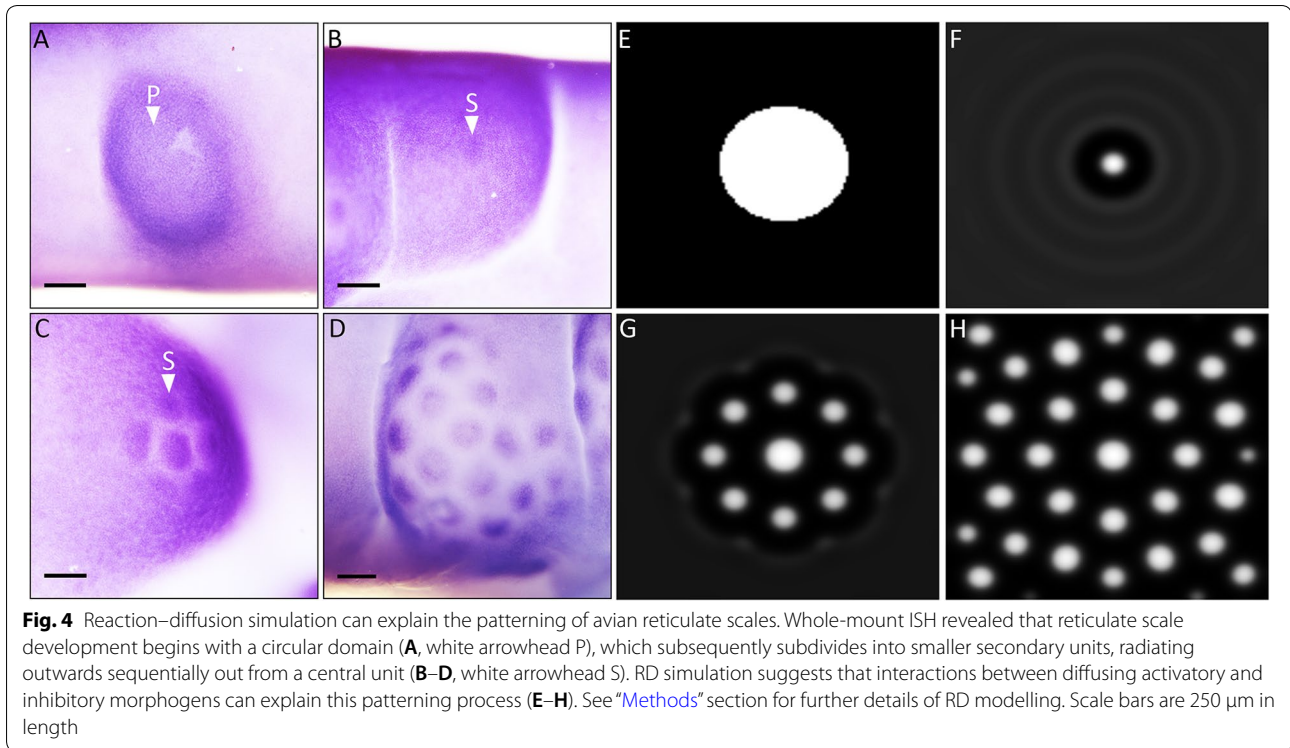 A
B
E
F
P
S
C
D
G
H
S
Fig. 4 Reaction–diffusion simulation can explain the patterning of avian reticulate scales. Whole-mount ISH revealed that reticulate scale
development begins with a circular domain (A, white arrowhead P), which subsequently subdivides into smaller secondary units, radiating
outwards sequentially out from a central unit (B–D, white arrowhead S). RD simulation suggests that interactions between diffusing activatory and
inhibitory morphogens can explain this patterning process (E–H). See “Methods” section for further details of RD modelling. Scale bars are 250 μm in
length